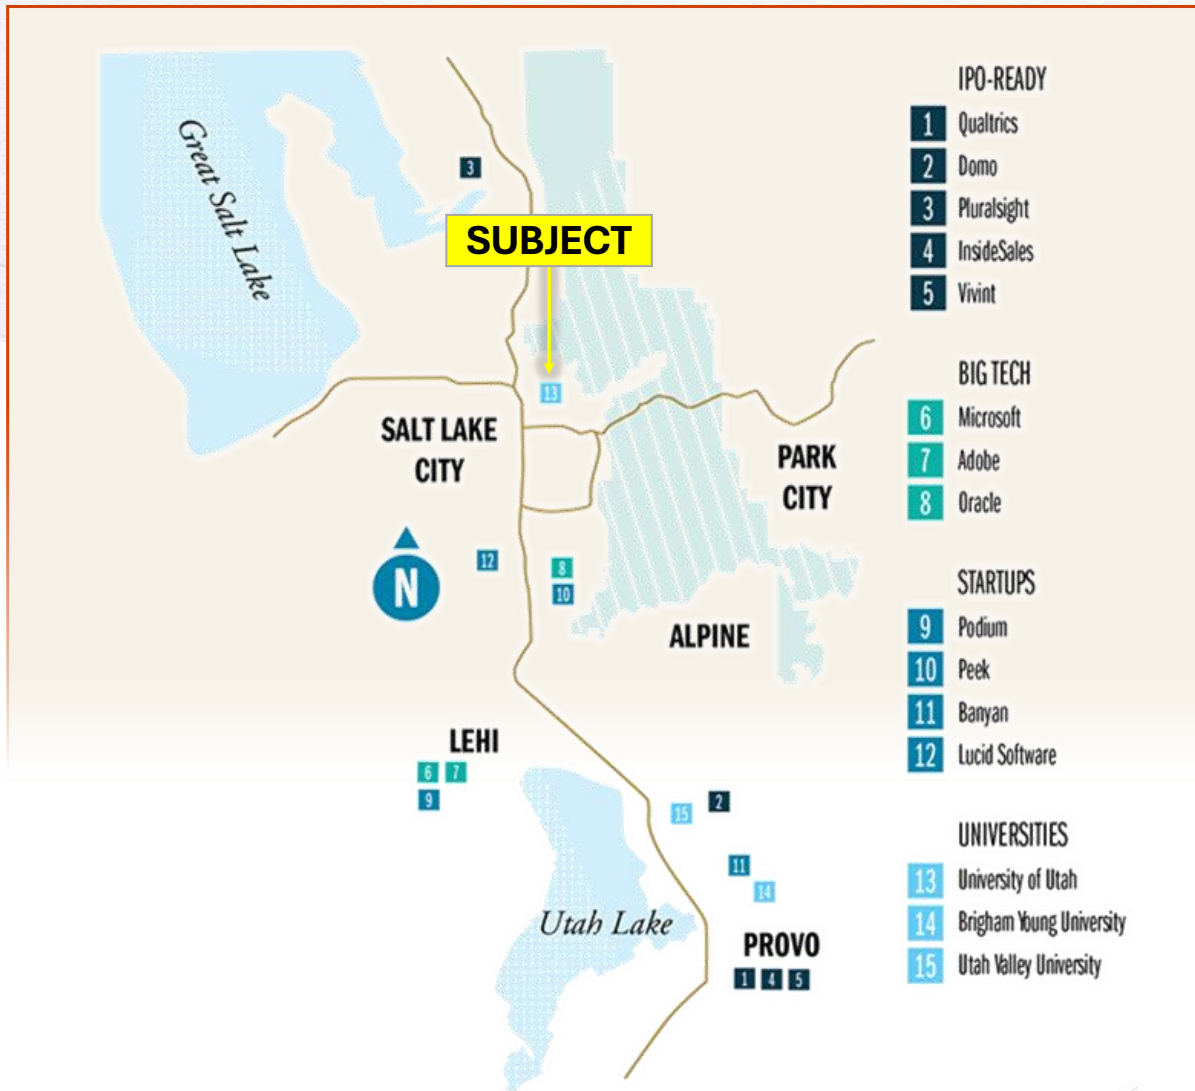 Great Salt Lake
3
SUBJECT
13
SALT LAKE
CITY
PARK
CITY
N
12
8
10
ALPINE
LEHI
6 7
9
2
15
11
14
Utah Lake
PROVO
1 4 5
IPO-READY
1 Qualtrics
2 Domo
3 Pluralsight
4 InsideSales
5 Vivint
BIG TECH
6 Microsoft
7 Adobe
8 Oracle
STARTUPS
9 Podium
10 Peek
11 Banyan
12 Lucid Software
UNIVERSITIES
13 University of Utah
14 Brigham Young University
15 Utah Valley University